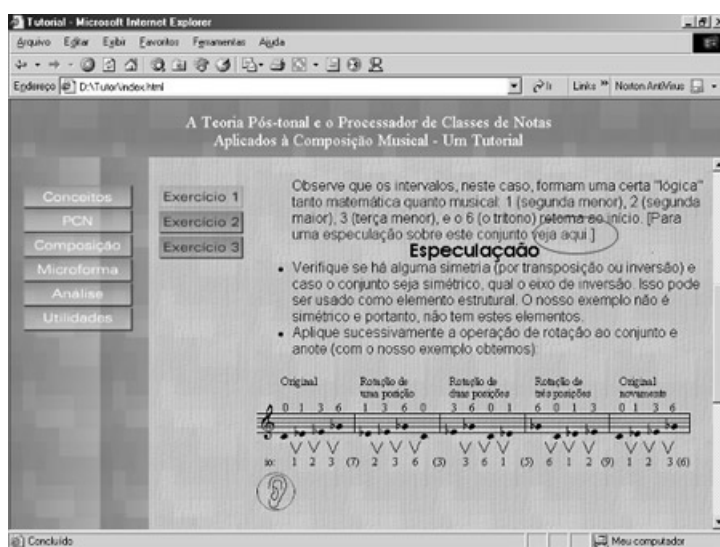 Tutorial - Microsoft Internet Explorer
Arquivo Editar Exibir Favoritos Ferramentas Ajuda
Endereço D:\Tutor\index.html Ir Links » Norton AntiVirus
A Teoria Pós-tonal e o Processador de Classes de Notas
Aplicados à Composição Musical - Um Tutorial
Conceitos
PCN
Composição
Microforma
Análise
Utilidades
Exercício 1
Exercício 2
Exercício 3
Observe que os intervalos, neste caso, formam uma certa "lógica"
tanto matemática quanto musical: 1 (segunda menor), 2 (segunda
maior), 3 (terça menor), e o 6 (o trítono) retorna ao início. [Para
uma especulação sobre este conjunto veja aqui.]
Especulaçaão
• Verifique se há alguma simetria (por transposição ou inversão) e
caso o conjunto seja simétrico, qual o eixo de inversão. Isso pode
ser usado como elemento estrutural. O nosso exemplo não é
simétrico e portanto, não tem estes elementos.
• Aplique sucessivamente a operação de rotação ao conjunto e
anote (com o nosso exemplo obtemos):
Original Rotação de Rotação de Rotação de Original
uma posição duas posições três posições novamente
0 1 3 6 1 3 6 0 3 6 0 1 6 0 1 3 0 1 3 6
1 2 3 (7) 2 3 6 (3) 3 6 1 (5) 6 1 2 (9) 1 2 3 (6)
Concluído Meu computador